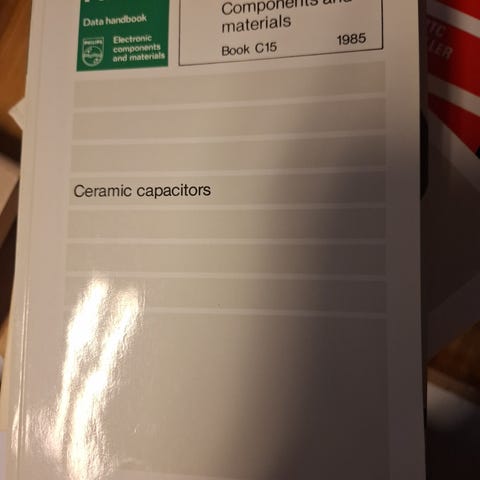 Data handbook
PHILIPS
Electronic
components
and materials
Components and
materials
Book C15 1985
Ceramic capacitors